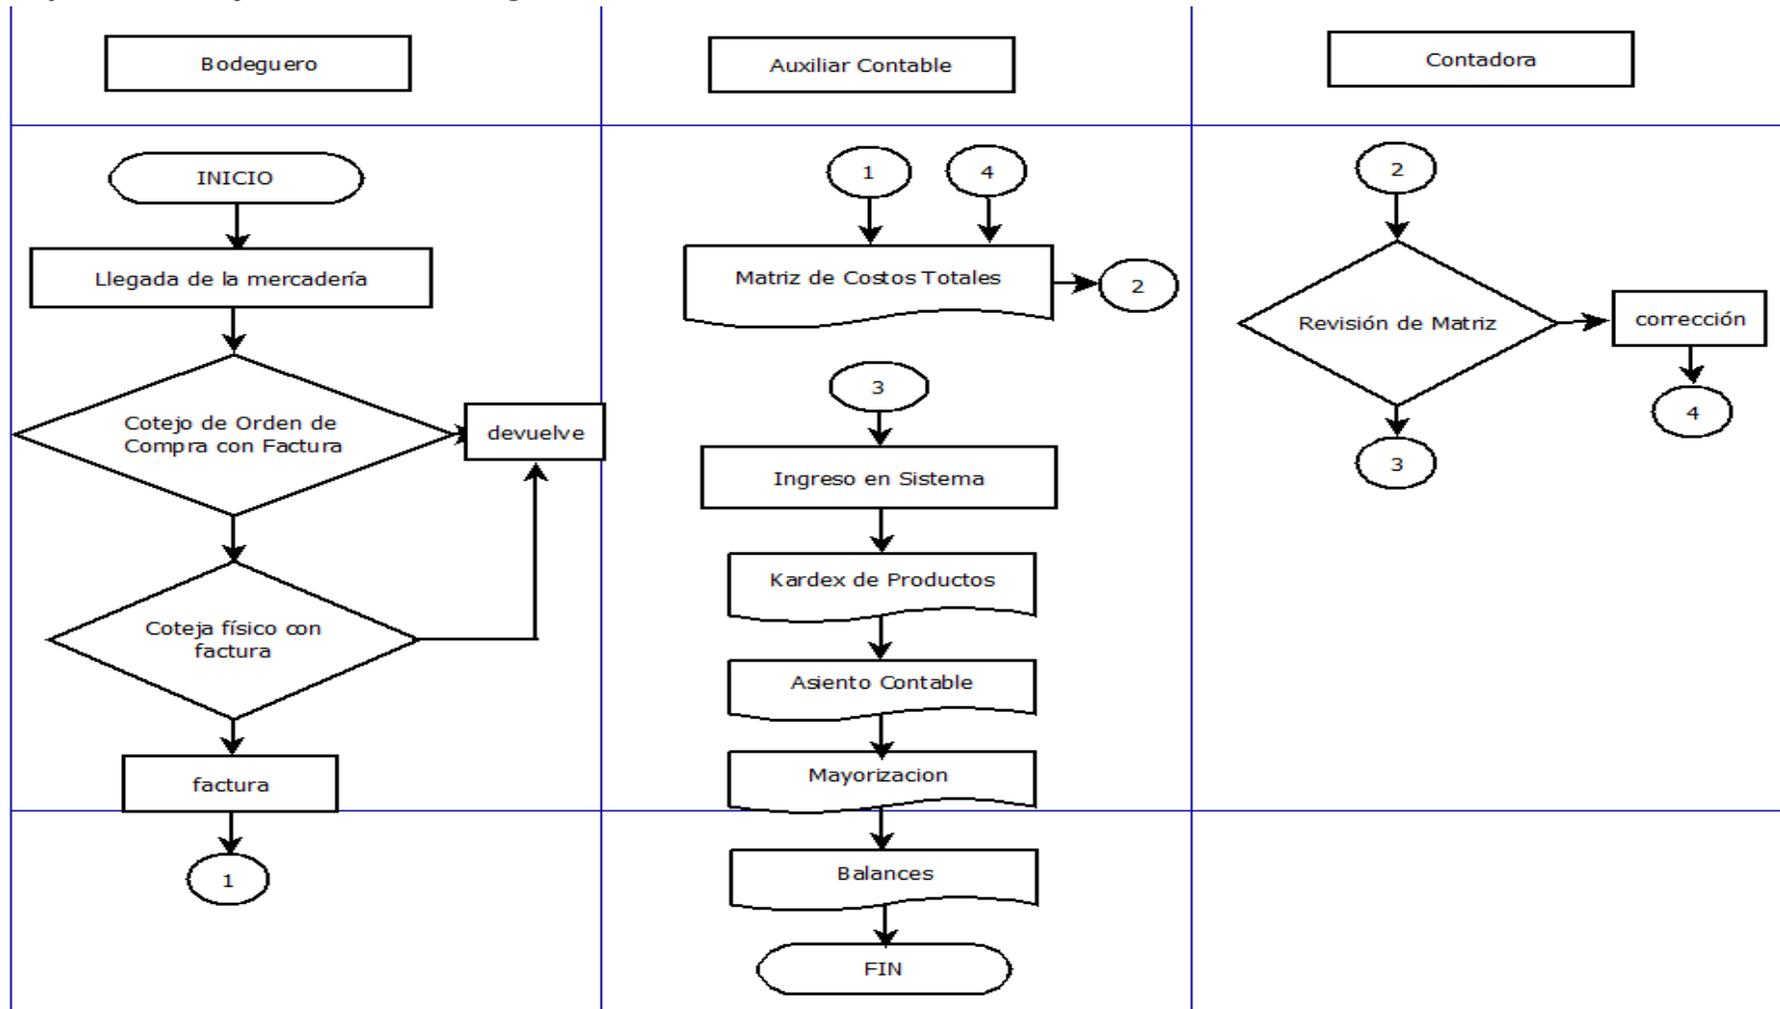 Bodeguero
Auxiliar Contable
Contadora
INICIO
Llegada de la mercadería
Cotejo de Orden de
Compra con Factura
devuelve
Coteja físico con
factura
factura
1
1
4
Matriz de Costos Totales
2
3
Ingreso en Sistema
Kardex de Productos
Asiento Contable
Mayorizacion
Balances
FIN
2
Revisión de Matriz
corrección
4
3